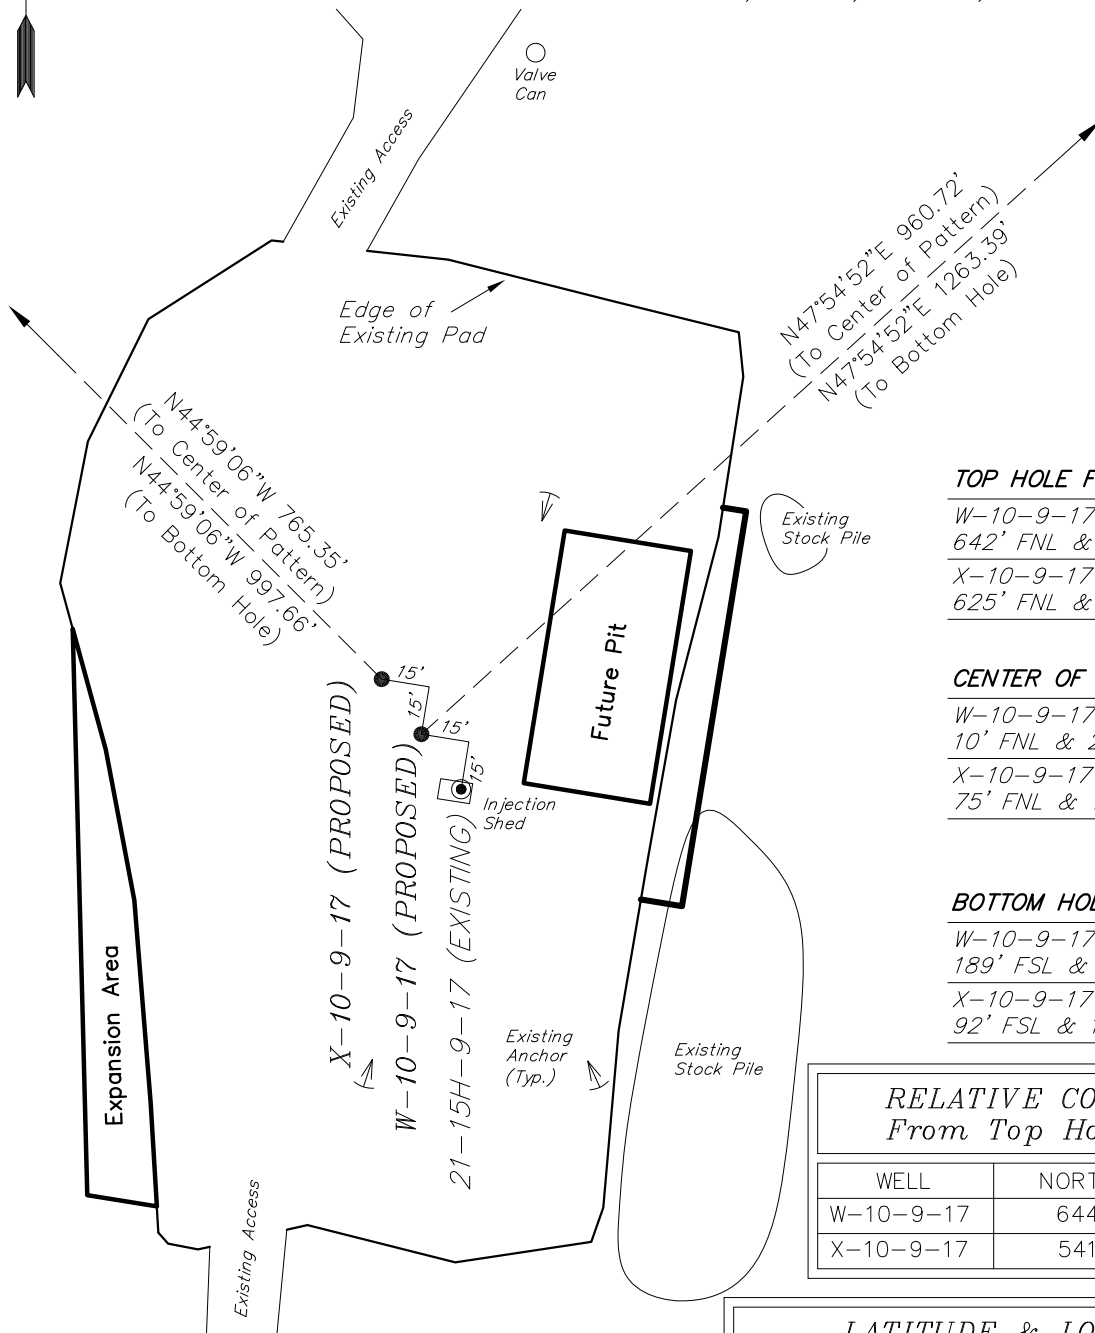 Valve
Can
Existing Access
N47°54'52"E 960.72'
(To Center of Pattern)
N47°54'52"E 1263.39'
(To Bottom Hole)
Edge of
Existing Pad
N44°59'06"W 765.35'
(To Center of Pattern)
N44°59'06"W 997.66'
(To Bottom Hole)
Existing
Stock Pile
Future Pit
15'
15'
15'
15'
Injection
Shed
X-10-9-17 (PROPOSED)
W-10-9-17 (PROPOSED)
21-15H-9-17 (EXISTING)
Expansion Area
Existing
Anchor
(Typ.)
Existing
Stock Pile
Existing Access
TOP HOLE F
W-10-9-17
642' FNL &
X-10-9-17
625' FNL &
CENTER OF
W-10-9-17
10' FNL & 2
X-10-9-17
75' FNL &
BOTTOM HOL
W-10-9-17
189' FSL &
X-10-9-17
92' FSL & 1
RELATIVE CO
From Top Ho
WELL NORT
W-10-9-17 644
X-10-9-17 541
LATITUDE & LO